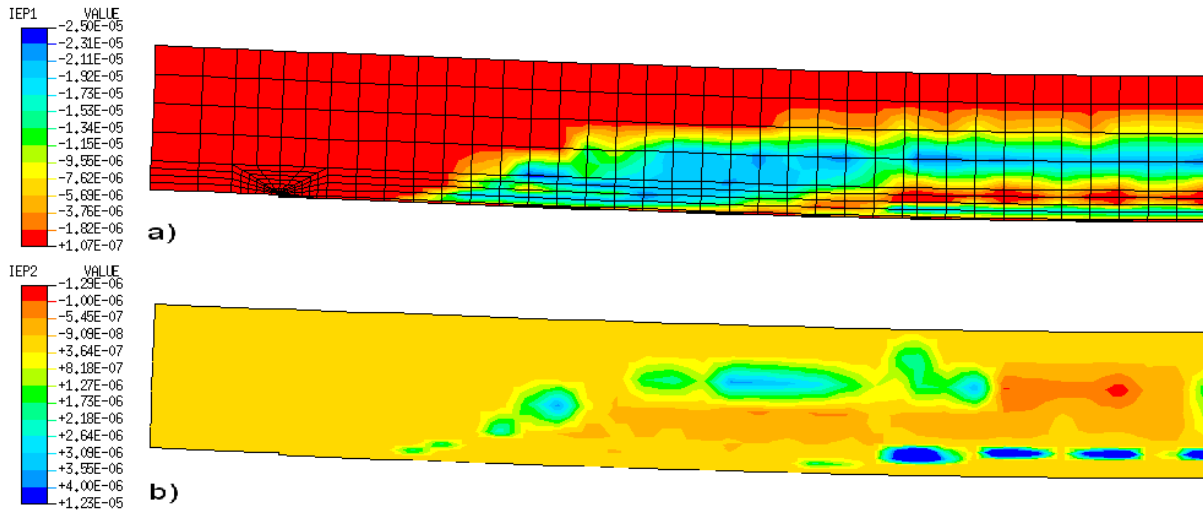 IEP1 VALUE
-2.50E-05
-2.31E-05
-2.11E-05
-1.92E-05
-1.73E-05
-1.53E-05
-1.34E-05
-1.15E-05
-9.55E-06
-7.62E-06
-5.69E-06
-3.76E-06
-1.82E-06
+1.07E-07
a)
IEP2 VALUE
-1.29E-06
-1.00E-06
-5.45E-07
-9.09E-08
+3.64E-07
+8.18E-07
+1.27E-06
+1.73E-06
+2.18E-06
+2.64E-06
+3.09E-06
+3.55E-06
+4.00E-06
+1.23E-05
b)